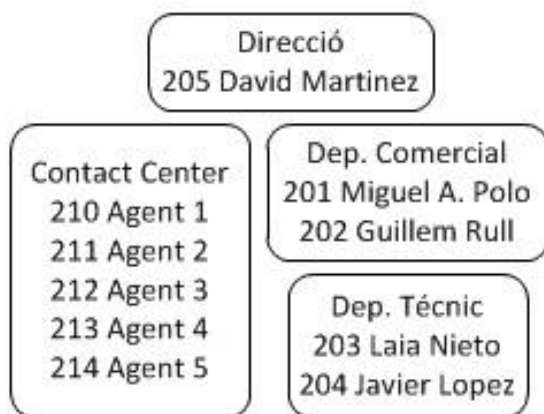 Direcció
205 David Martinez
Contact Center
210 Agent 1
211 Agent 2
212 Agent 3
213 Agent 4
214 Agent 5
Dep. Comercial
201 Miguel A. Polo
202 Guillem Rull
Dep. Técnic
203 Laia Nieto
204 Javier Lopez